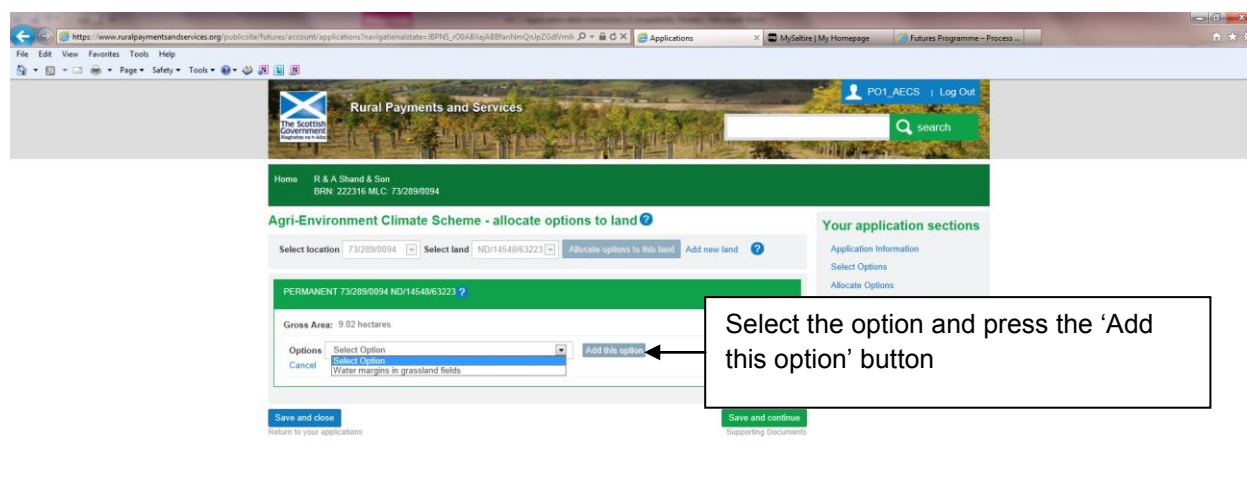 https://www.ruralpaymentsandservices.org/publicsite/futures/account/applications?navigationalstate=
Applications
MySaltire | My Homepage
Futures Programme – Process ...
File Edit View Favorites Tools Help
Page Safety Tools
The Scottish
Government
Rural Payments and Services
PO1_AECS | Log Out
search
Home R & A Shand & Son
BRN: 222316 MLC: 73/289/0094
Agri-Environment Climate Scheme - allocate options to land ?
Select location 73/289/0094 Select land ND/14548/63223 Allocate options to this land Add new land ?
Your application sections
Application Information
Select Options
Allocate Options
PERMANENT 73/289/0094 ND/14548/63223 ?
Gross Area: 9.02 hectares
Options Select Option Add this option
Select Option
Cancel
Water margins in grassland fields
Select the option and press the ‘Add
this option’ button
Save and close
Return to your applications
Save and continue
Supporting Documents